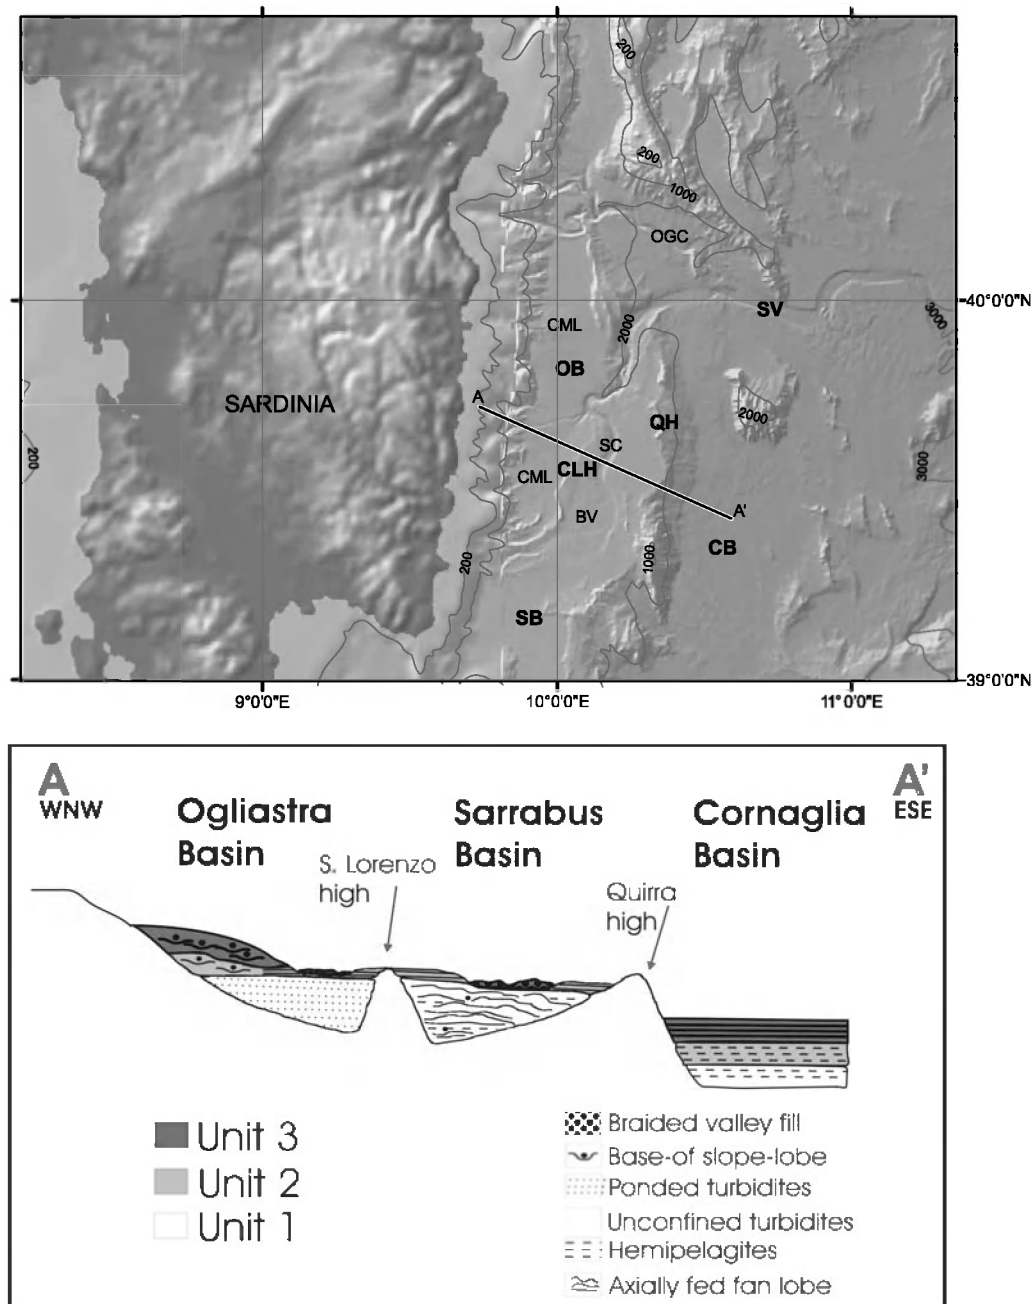 200
200
1000
OGC
SV
40°0'0"N
3000
CML
2000
OB
SARDINIA
A
QH
2000
SC
200
CLH
3000
CML
A'
BV
CB
200
1000
SB
39°0'0"N
9°0'0"E
10°0'0"E
11°0'0"E
A
WNW
A'
ESE
Ogliastra
Basin
Sarrabus
Basin
Cornaglia
Basin
S. Lorenzo
high
Quirra
high
Unit 3
Unit 2
Unit 1
Braided valley fill
Base-of slope-lobe
Ponded turbidites
Unconfined turbidites
Hemipelagites
Axially fed fan lobe